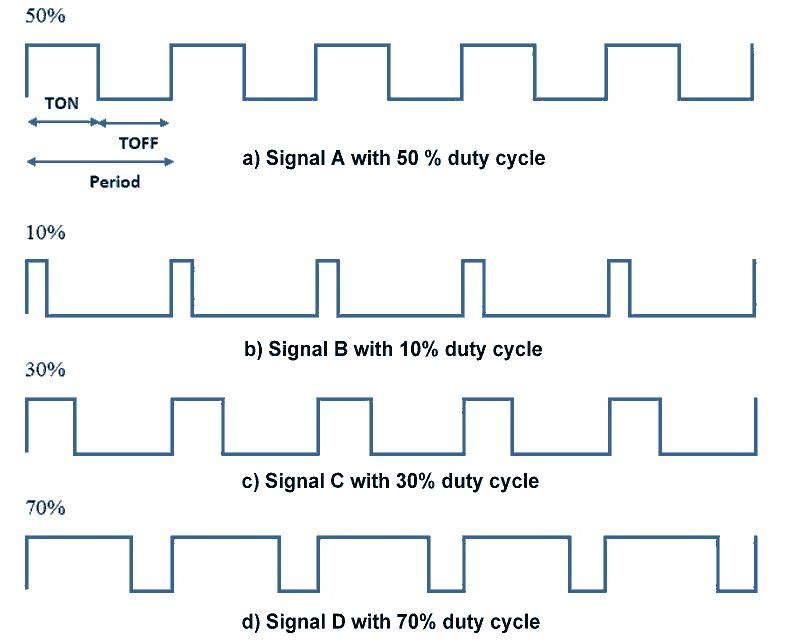 50%
TON
TOFF
Period
a) Signal A with 50 % duty cycle
10%
b) Signal B with 10% duty cycle
30%
c) Signal C with 30% duty cycle
70%
d) Signal D with 70% duty cycle